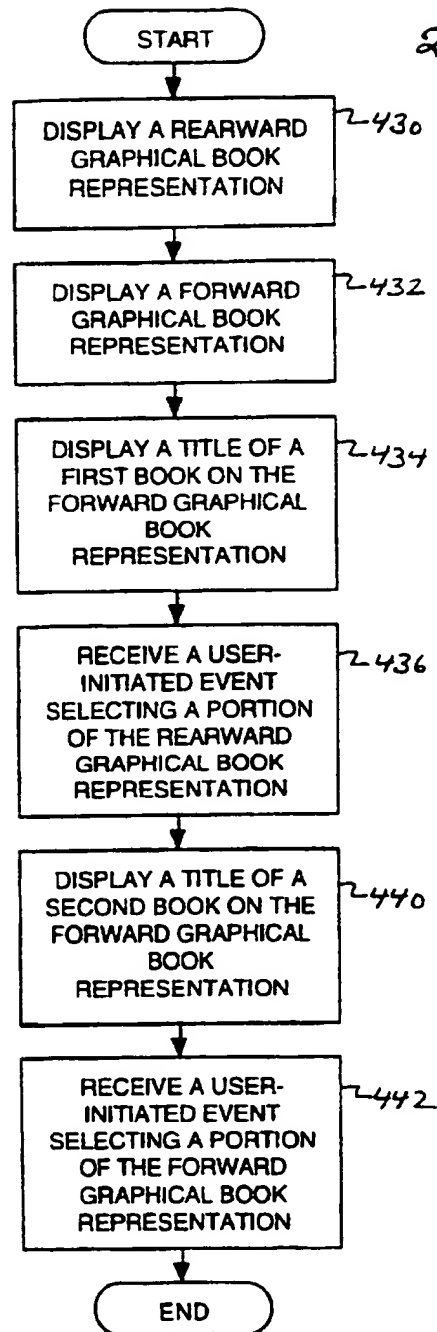 START
DISPLAY A REARWARD
GRAPHICAL BOOK
REPRESENTATION
430
DISPLAY A FORWARD
GRAPHICAL BOOK
REPRESENTATION
432
DISPLAY A TITLE OF A
FIRST BOOK ON THE
FORWARD GRAPHICAL
BOOK
REPRESENTATION
434
RECEIVE A USER-
INITIATED EVENT
SELECTING A PORTION
OF THE REARWARD
GRAPHICAL BOOK
REPRESENTATION
436
DISPLAY A TITLE OF A
SECOND BOOK ON THE
FORWARD GRAPHICAL
BOOK
REPRESENTATION
440
RECEIVE A USER-
INITIATED EVENT
SELECTING A PORTION
OF THE FORWARD
GRAPHICAL BOOK
REPRESENTATION
442
END